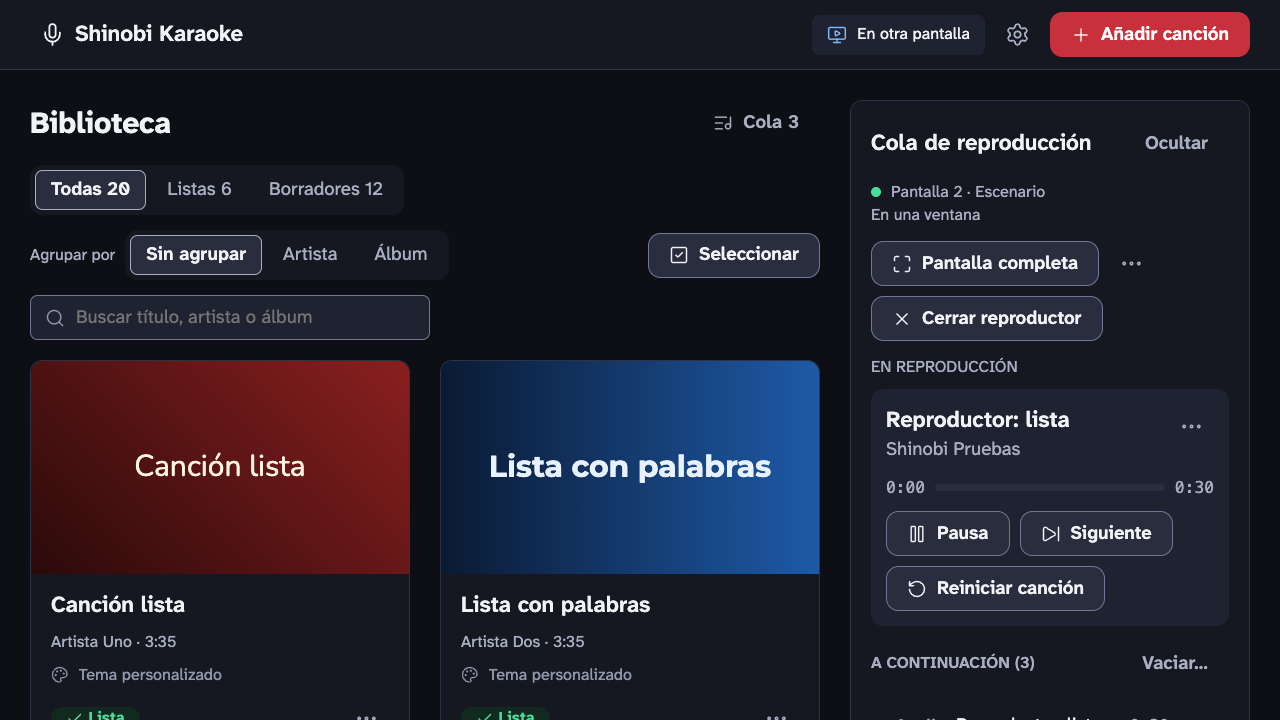 Shinobi Karaoke
En otra pantalla
Añadir canción
Biblioteca
Cola 3
Todas 20
Listas 6
Borradores 12
Agrupar por
Sin agrupar
Artista
Álbum
Seleccionar
Buscar título, artista o álbum
Canción lista
Canción lista
Artista Uno · 3:35
Tema personalizado
Lista
Lista con palabras
Lista con palabras
Artista Dos · 3:35
Tema personalizado
Lista
Cola de reproducción
Ocultar
Pantalla 2 · Escenario
En una ventana
Pantalla completa
Cerrar reproductor
EN REPRODUCCIÓN
Reproductor: lista
Shinobi Pruebas
0:00
0:30
Pausa
Siguiente
Reiniciar canción
A CONTINUACIÓN (3)
Vaciar...